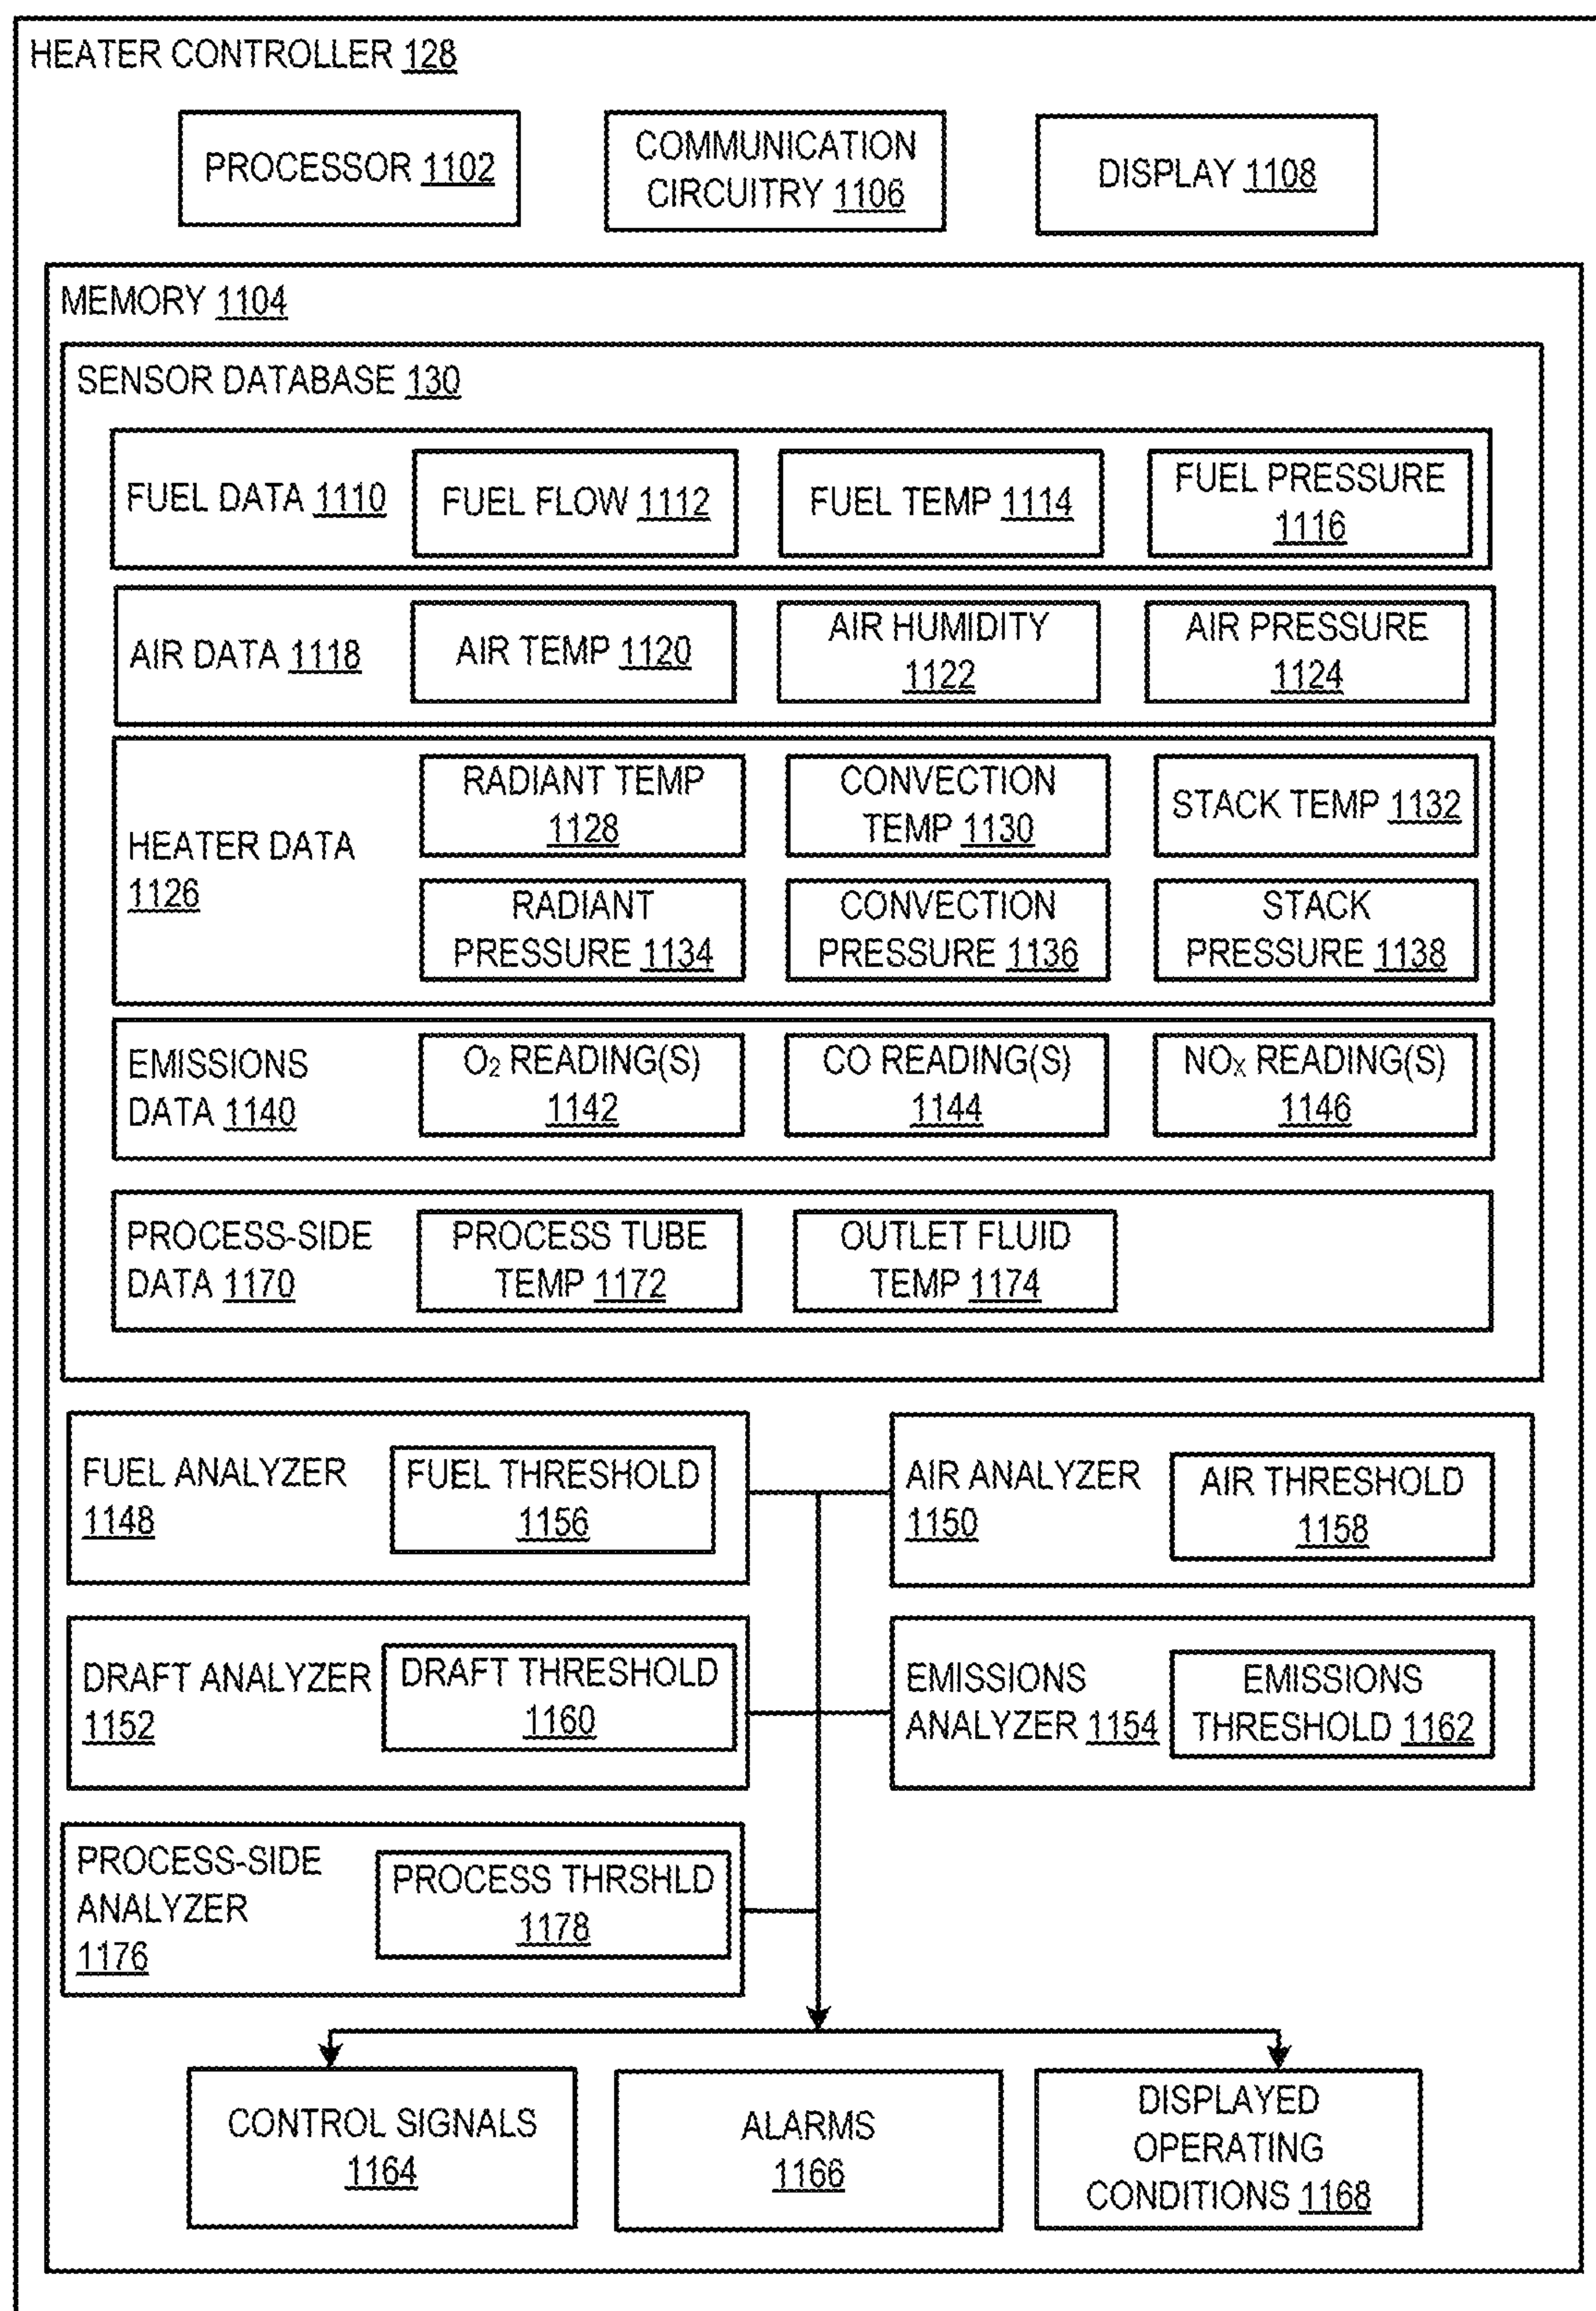 HEATER CONTROLLER 128
PROCESSOR 1102
COMMUNICATION
CIRCUITRY 1106
DISPLAY 1108
MEMORY 1104
SENSOR DATABASE 130
FUEL DATA 1110
FUEL FLOW 1112
FUEL TEMP 1114
FUEL PRESSURE
1116
AIR DATA 1118
AIR TEMP 1120
AIR HUMIDITY
1122
AIR PRESSURE
1124
HEATER DATA
1126
RADIANT TEMP
1128
CONVECTION
TEMP 1130
STACK TEMP 1132
RADIANT
PRESSURE 1134
CONVECTION
PRESSURE 1136
STACK
PRESSURE 1138
EMISSIONS
DATA 1140
O₂ READING(S)
1142
CO READING(S)
1144
NOₓ READING(S)
1146
PROCESS-SIDE
DATA 1170
PROCESS TUBE
TEMP 1172
OUTLET FLUID
TEMP 1174
FUEL ANALYZER
1148
FUEL THRESHOLD
1156
AIR ANALYZER
1150
AIR THRESHOLD
1158
DRAFT ANALYZER
1152
DRAFT THRESHOLD
1160
EMISSIONS
ANALYZER 1154
EMISSIONS
THRESHOLD 1162
PROCESS-SIDE
ANALYZER
1176
PROCESS THRSHLD
1178
CONTROL SIGNALS
1164
ALARMS
1166
DISPLAYED
OPERATING
CONDITIONS 1168